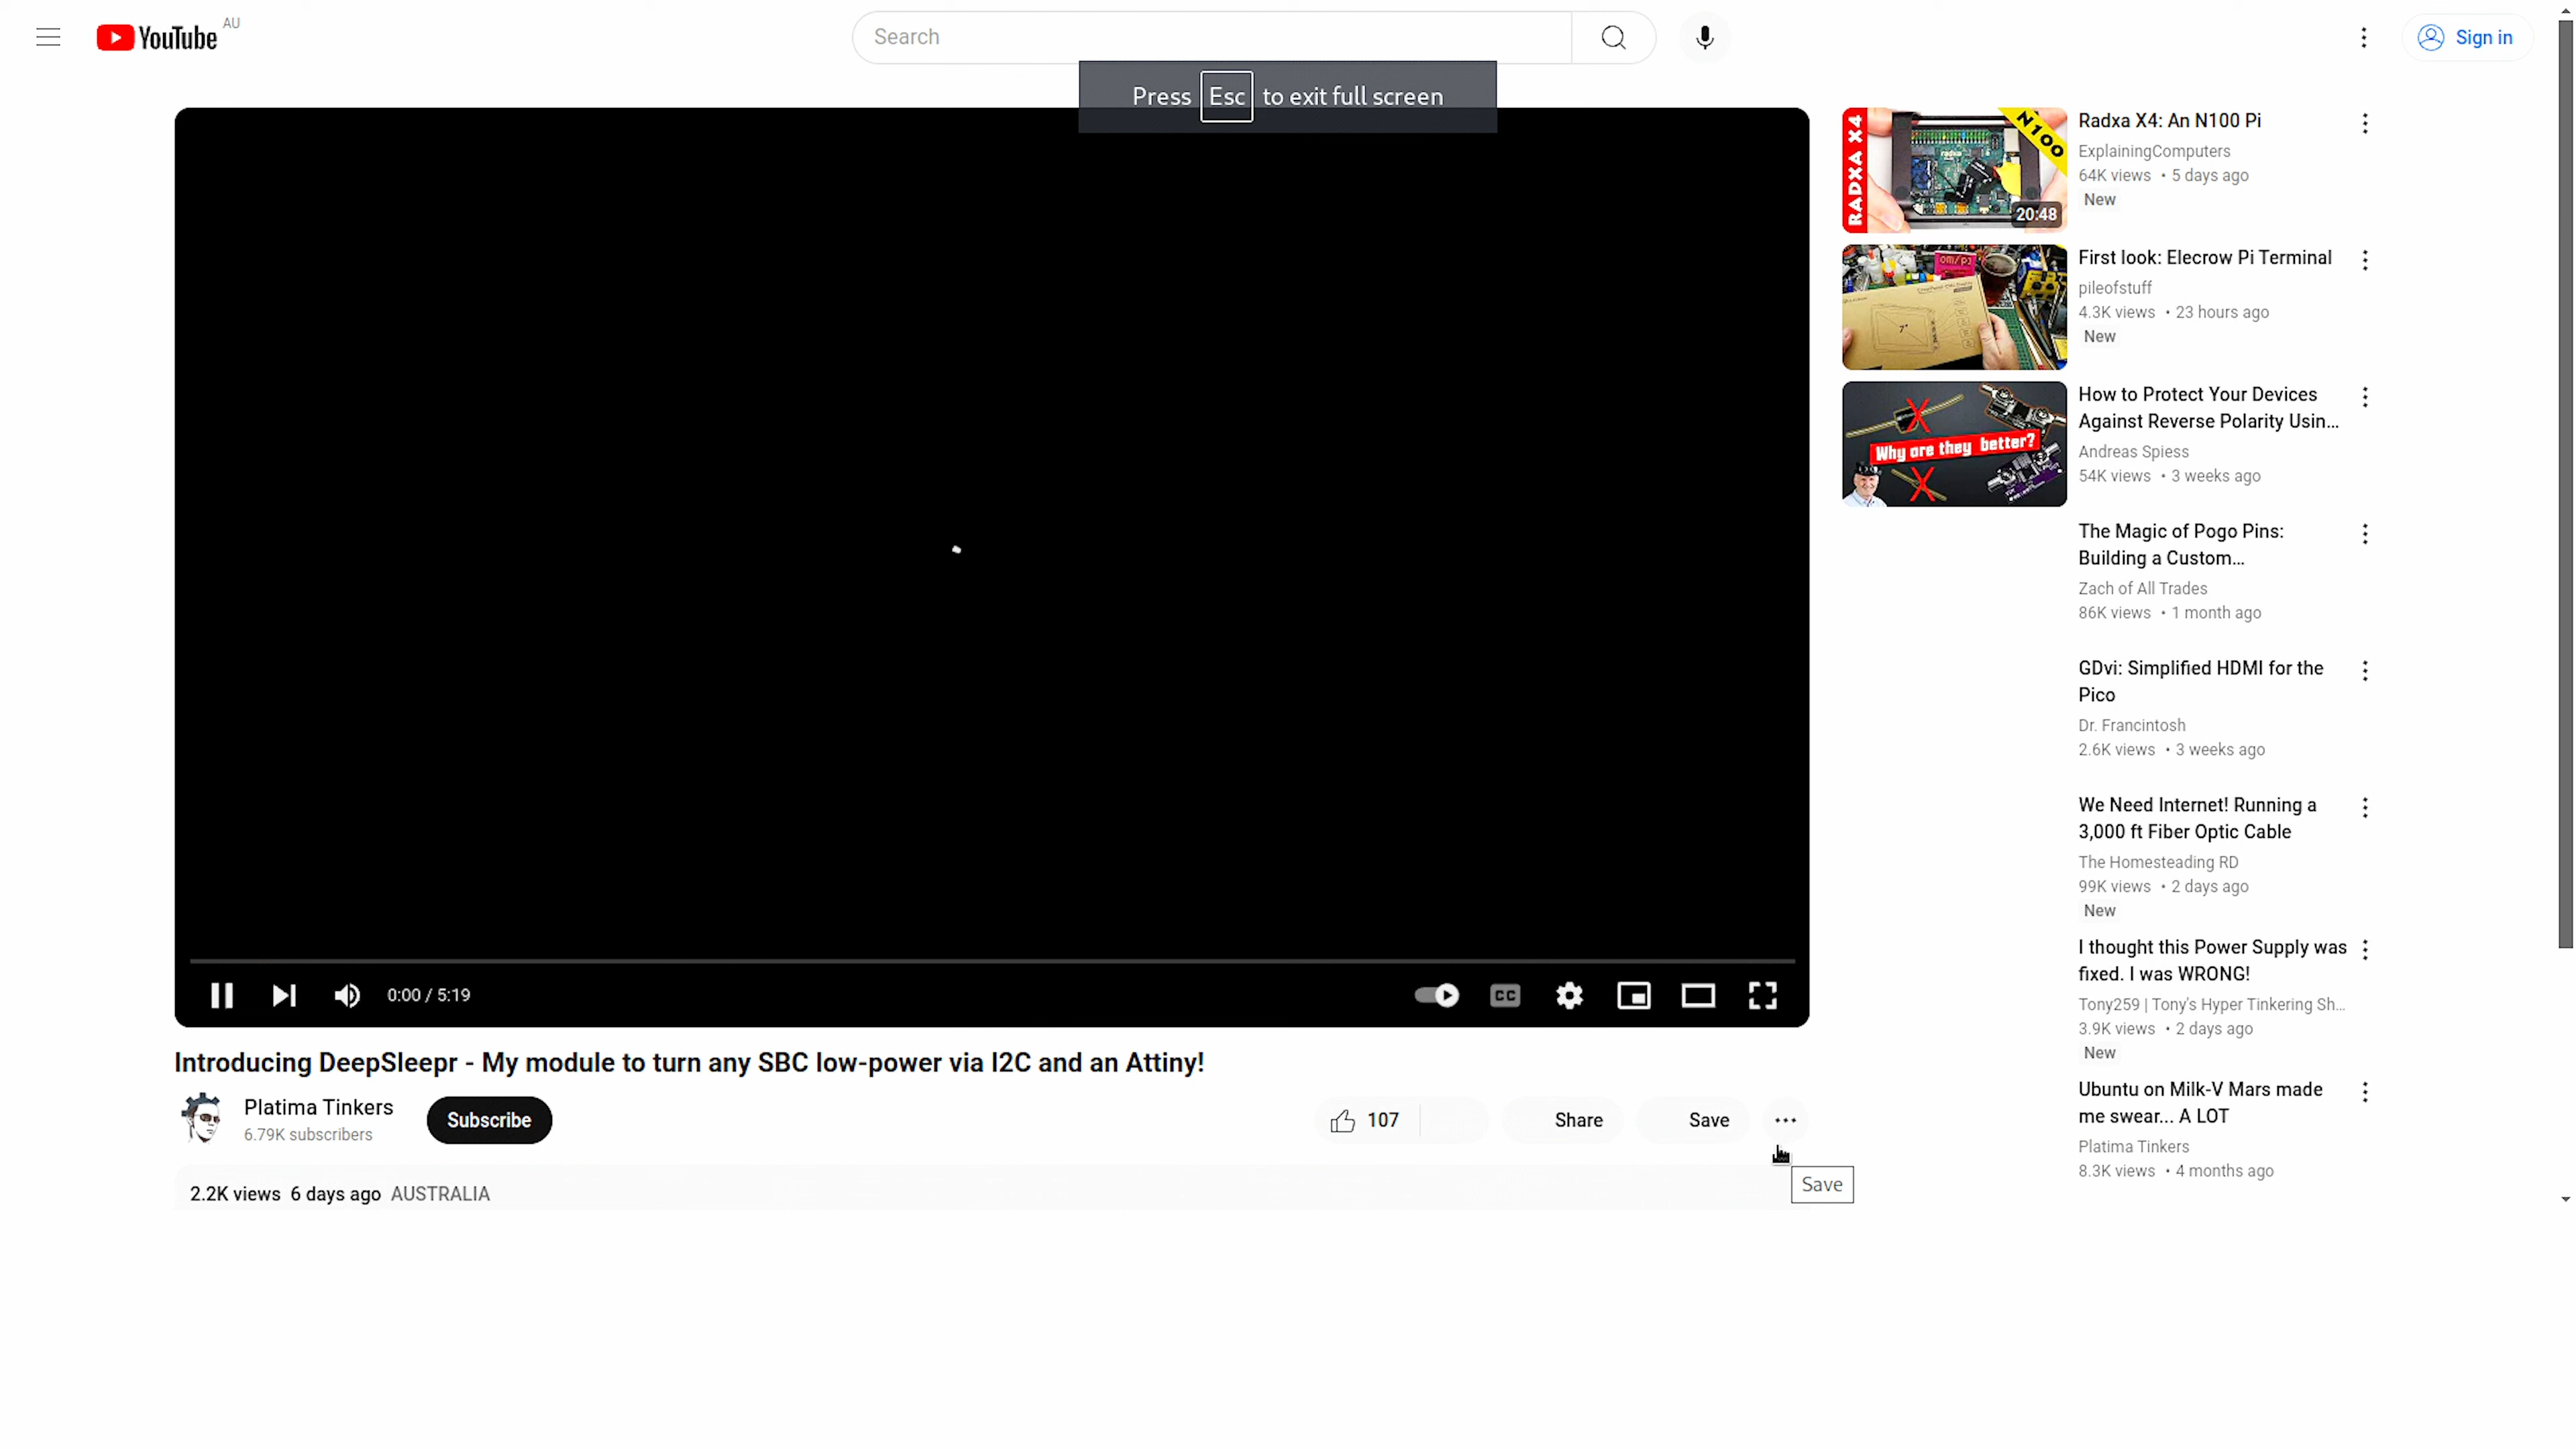 YouTube AU
Search
Sign in
Press Esc to exit full screen
RADXA X4
N100
20:48
Radxa X4: An N100 Pi
ExplainingComputers
64K views • 5 days ago
New
7"
First look: Elecrow Pi Terminal
pileofstuff
4.3K views • 23 hours ago
New
Why are they better?
How to Protect Your Devices
Against Reverse Polarity Usin...
Andreas Spiess
54K views • 3 weeks ago
The Magic of Pogo Pins:
Building a Custom...
Zach of All Trades
86K views • 1 month ago
GDvi: Simplified HDMI for the
Pico
Dr. Francintosh
2.6K views • 3 weeks ago
We Need Internet! Running a
3,000 ft Fiber Optic Cable
The Homesteading RD
99K views • 2 days ago
New
I thought this Power Supply was
fixed. I was WRONG!
Tony259 | Tony's Hyper Tinkering Sh...
3.9K views • 2 days ago
New
Ubuntu on Milk-V Mars made
me swear... A LOT
Platima Tinkers
8.3K views • 4 months ago
0:00 / 5:19
CC
Introducing DeepSleepr - My module to turn any SBC low-power via I2C and an Attiny!
Platima Tinkers
6.79K subscribers
Subscribe
107
Share
Save
Save
2.2K views 6 days ago AUSTRALIA